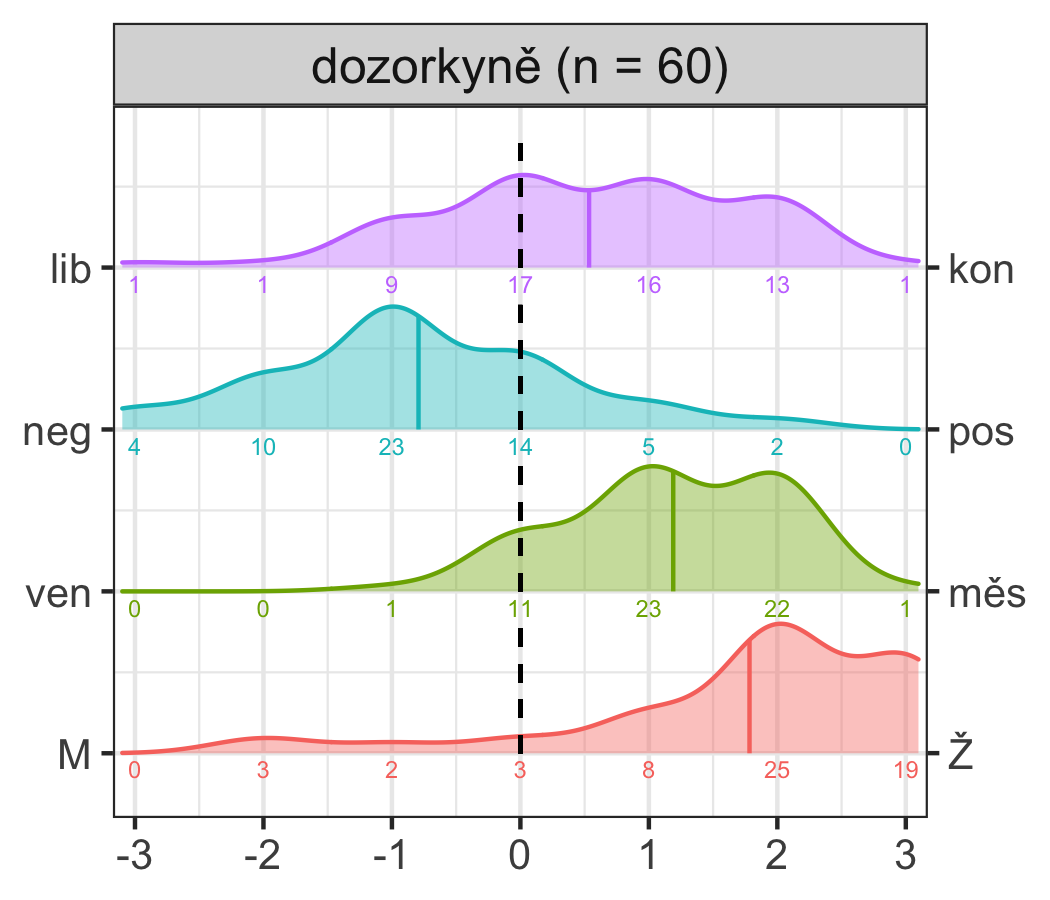 dozorkyně (n = 60)
lib kon
1 1 9 17 16 13 1
neg pos
4 10 23 14 5 2 0
ven měs
0 0 1 11 23 22 1
M Ž
0 3 2 3 8 25 19
-3 -2 -1 0 1 2 3